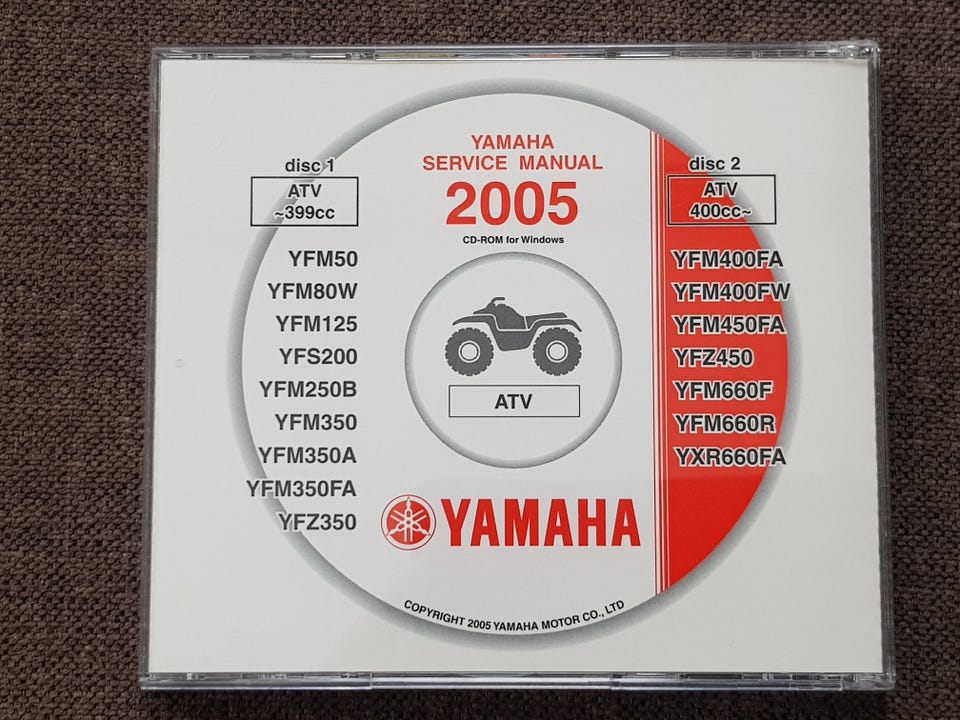 YAMAHA
SERVICE MANUAL
2005
CD-ROM for Windows
disc 1
ATV
~399cc
YFM50
YFM80W
YFM125
YFS200
YFM250B
YFM350
YFM350A
YFM350FA
YFZ350
ATV
disc 2
ATV
400cc~
YFM400FA
YFM400FW
YFM450FA
YFZ450
YFM660F
YFM660R
YXR660FA
YAMAHA
COPYRIGHT 2005 YAMAHA MOTOR CO., LTD